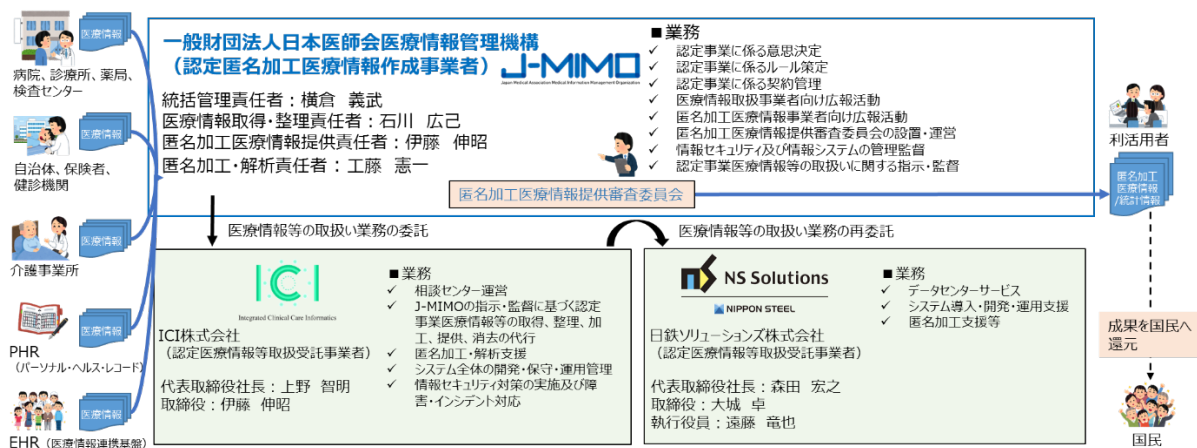 医療情報
病院、診療所、薬局、
検査センター
医療情報
自治体、保険者、
健診機関
医療情報
介護事業所
医療情報
PHR
（パーソナル・ヘルス・レコード）
医療情報
EHR（医療情報連携基盤）
一般財団法人日本医師会医療情報管理機構
（認定匿名加工医療情報作成事業者）
J-MIMO
Japan Medical Association Medical Information Management Organization
統括管理責任者：横倉　義武
医療情報取得・整理責任者：石川　広己
匿名加工医療情報提供責任者：伊藤　伸昭
匿名加工・解析責任者：工藤　憲一
■業務
✓ 認定事業に係る意思決定
✓ 認定事業に係るルール策定
✓ 認定事業に係る契約管理
✓ 医療情報取扱事業者向け広報活動
✓ 匿名加工医療情報事業者向け広報活動
✓ 匿名加工医療情報提供審査委員会の設置・運営
✓ 情報セキュリティ及び情報システムの管理監督
✓ 認定事業医療情報等の取扱いに関する指示・監督
匿名加工医療情報提供審査委員会
医療情報等の取扱い業務の委託
医療情報等の取扱い業務の再委託
ICI
Integrated Clinical Care Informatics
ICI株式会社
（認定医療情報等取扱受託事業者）
代表取締役社長：上野　智明
取締役：伊藤　伸昭
■業務
✓ 相談センター運営
✓ J-MIMOの指示・監督に基づく認定
事業医療情報等の取得、整理、加
工、提供、消去の代行
✓ 匿名加工・解析支援
✓ システム全体の開発・保守・運用管理
✓ 情報セキュリティ対策の実施及び障
害・インシデント対応
NS Solutions
NIPPON STEEL
日鉄ソリューションズ株式会社
（認定医療情報等取扱受託事業者）
代表取締役社長：森田　宏之
取締役：大城　卓
執行役員：遠藤　竜也
■業務
✓ データセンターサービス
✓ システム導入・開発・運用支援
✓ 匿名加工支援等
利活用者
匿名加工
医療情報
/統計情報
成果を国民へ
還元
国民